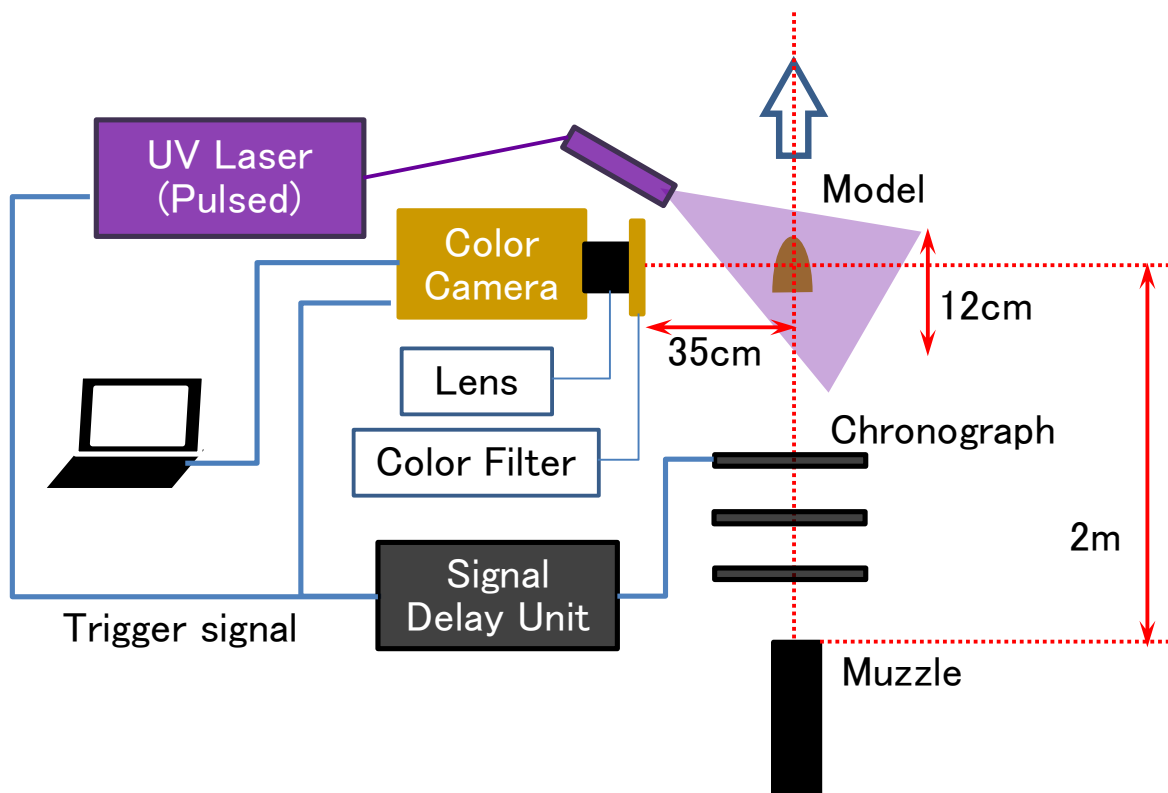 UV Laser
(Pulsed)
Model
Color
Camera
12cm
35cm
Lens
Chronograph
Color Filter
2m
Signal
Delay Unit
Trigger signal
Muzzle